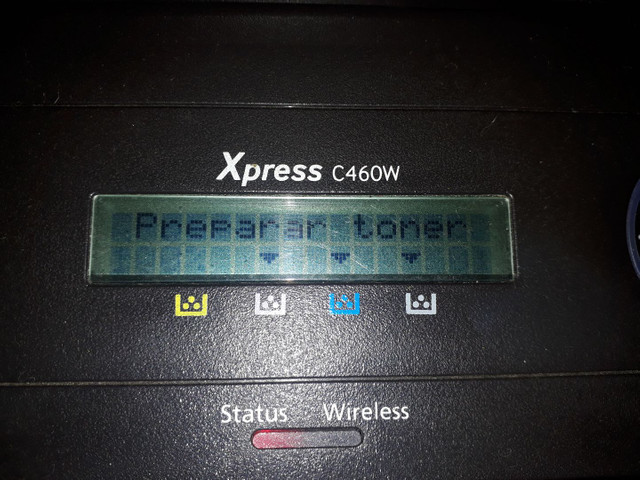 Xpress C460W
Preparar toner
Status Wireless